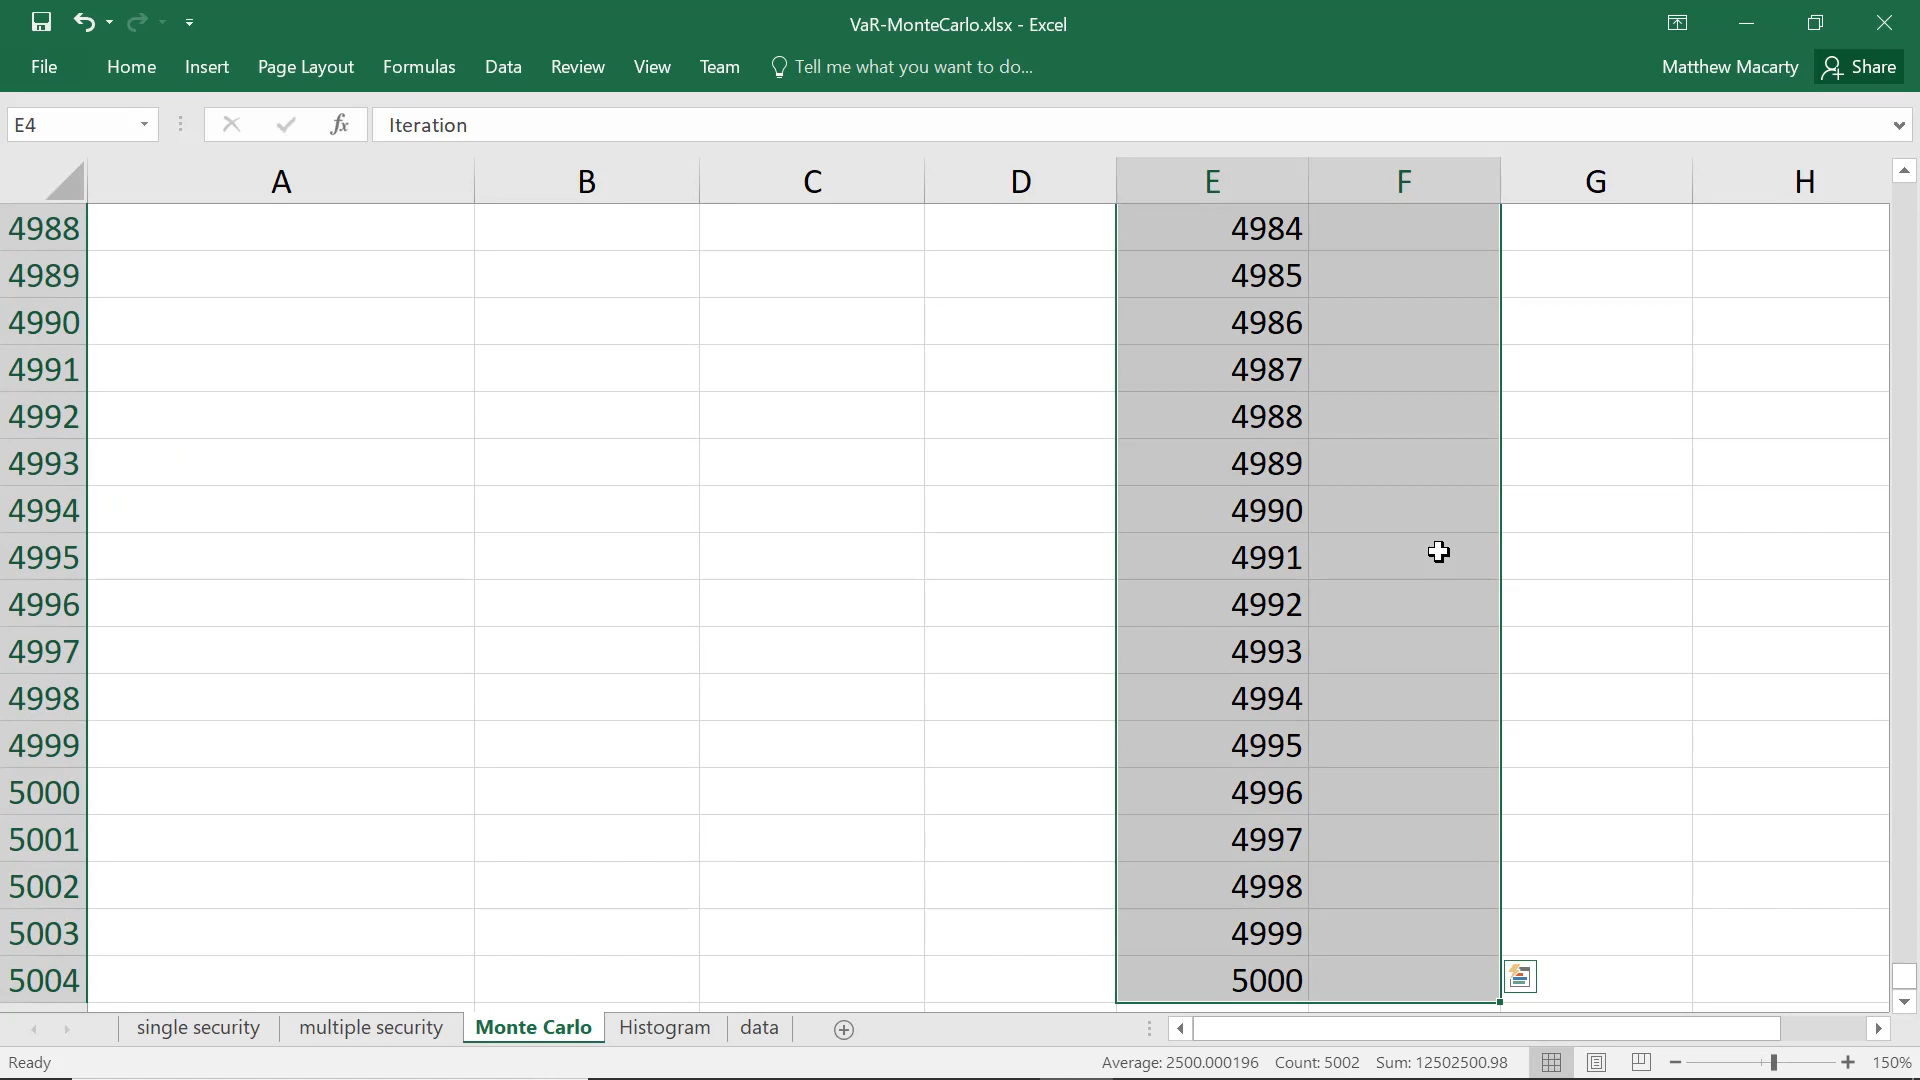 VaR-MonteCarlo.xlsx - Excel
File Home Insert Page Layout Formulas Data Review View Team Tell me what you want to do... Matthew Macarty Share
E4 fx Iteration
A B C D E F G H
4988 4984
4989 4985
4990 4986
4991 4987
4992 4988
4993 4989
4994 4990
4995 4991
4996 4992
4997 4993
4998 4994
4999 4995
5000 4996
5001 4997
5002 4998
5003 4999
5004 5000
single security multiple security Monte Carlo Histogram data
Ready Average: 2500.000196 Count: 5002 Sum: 12502500.98 150%